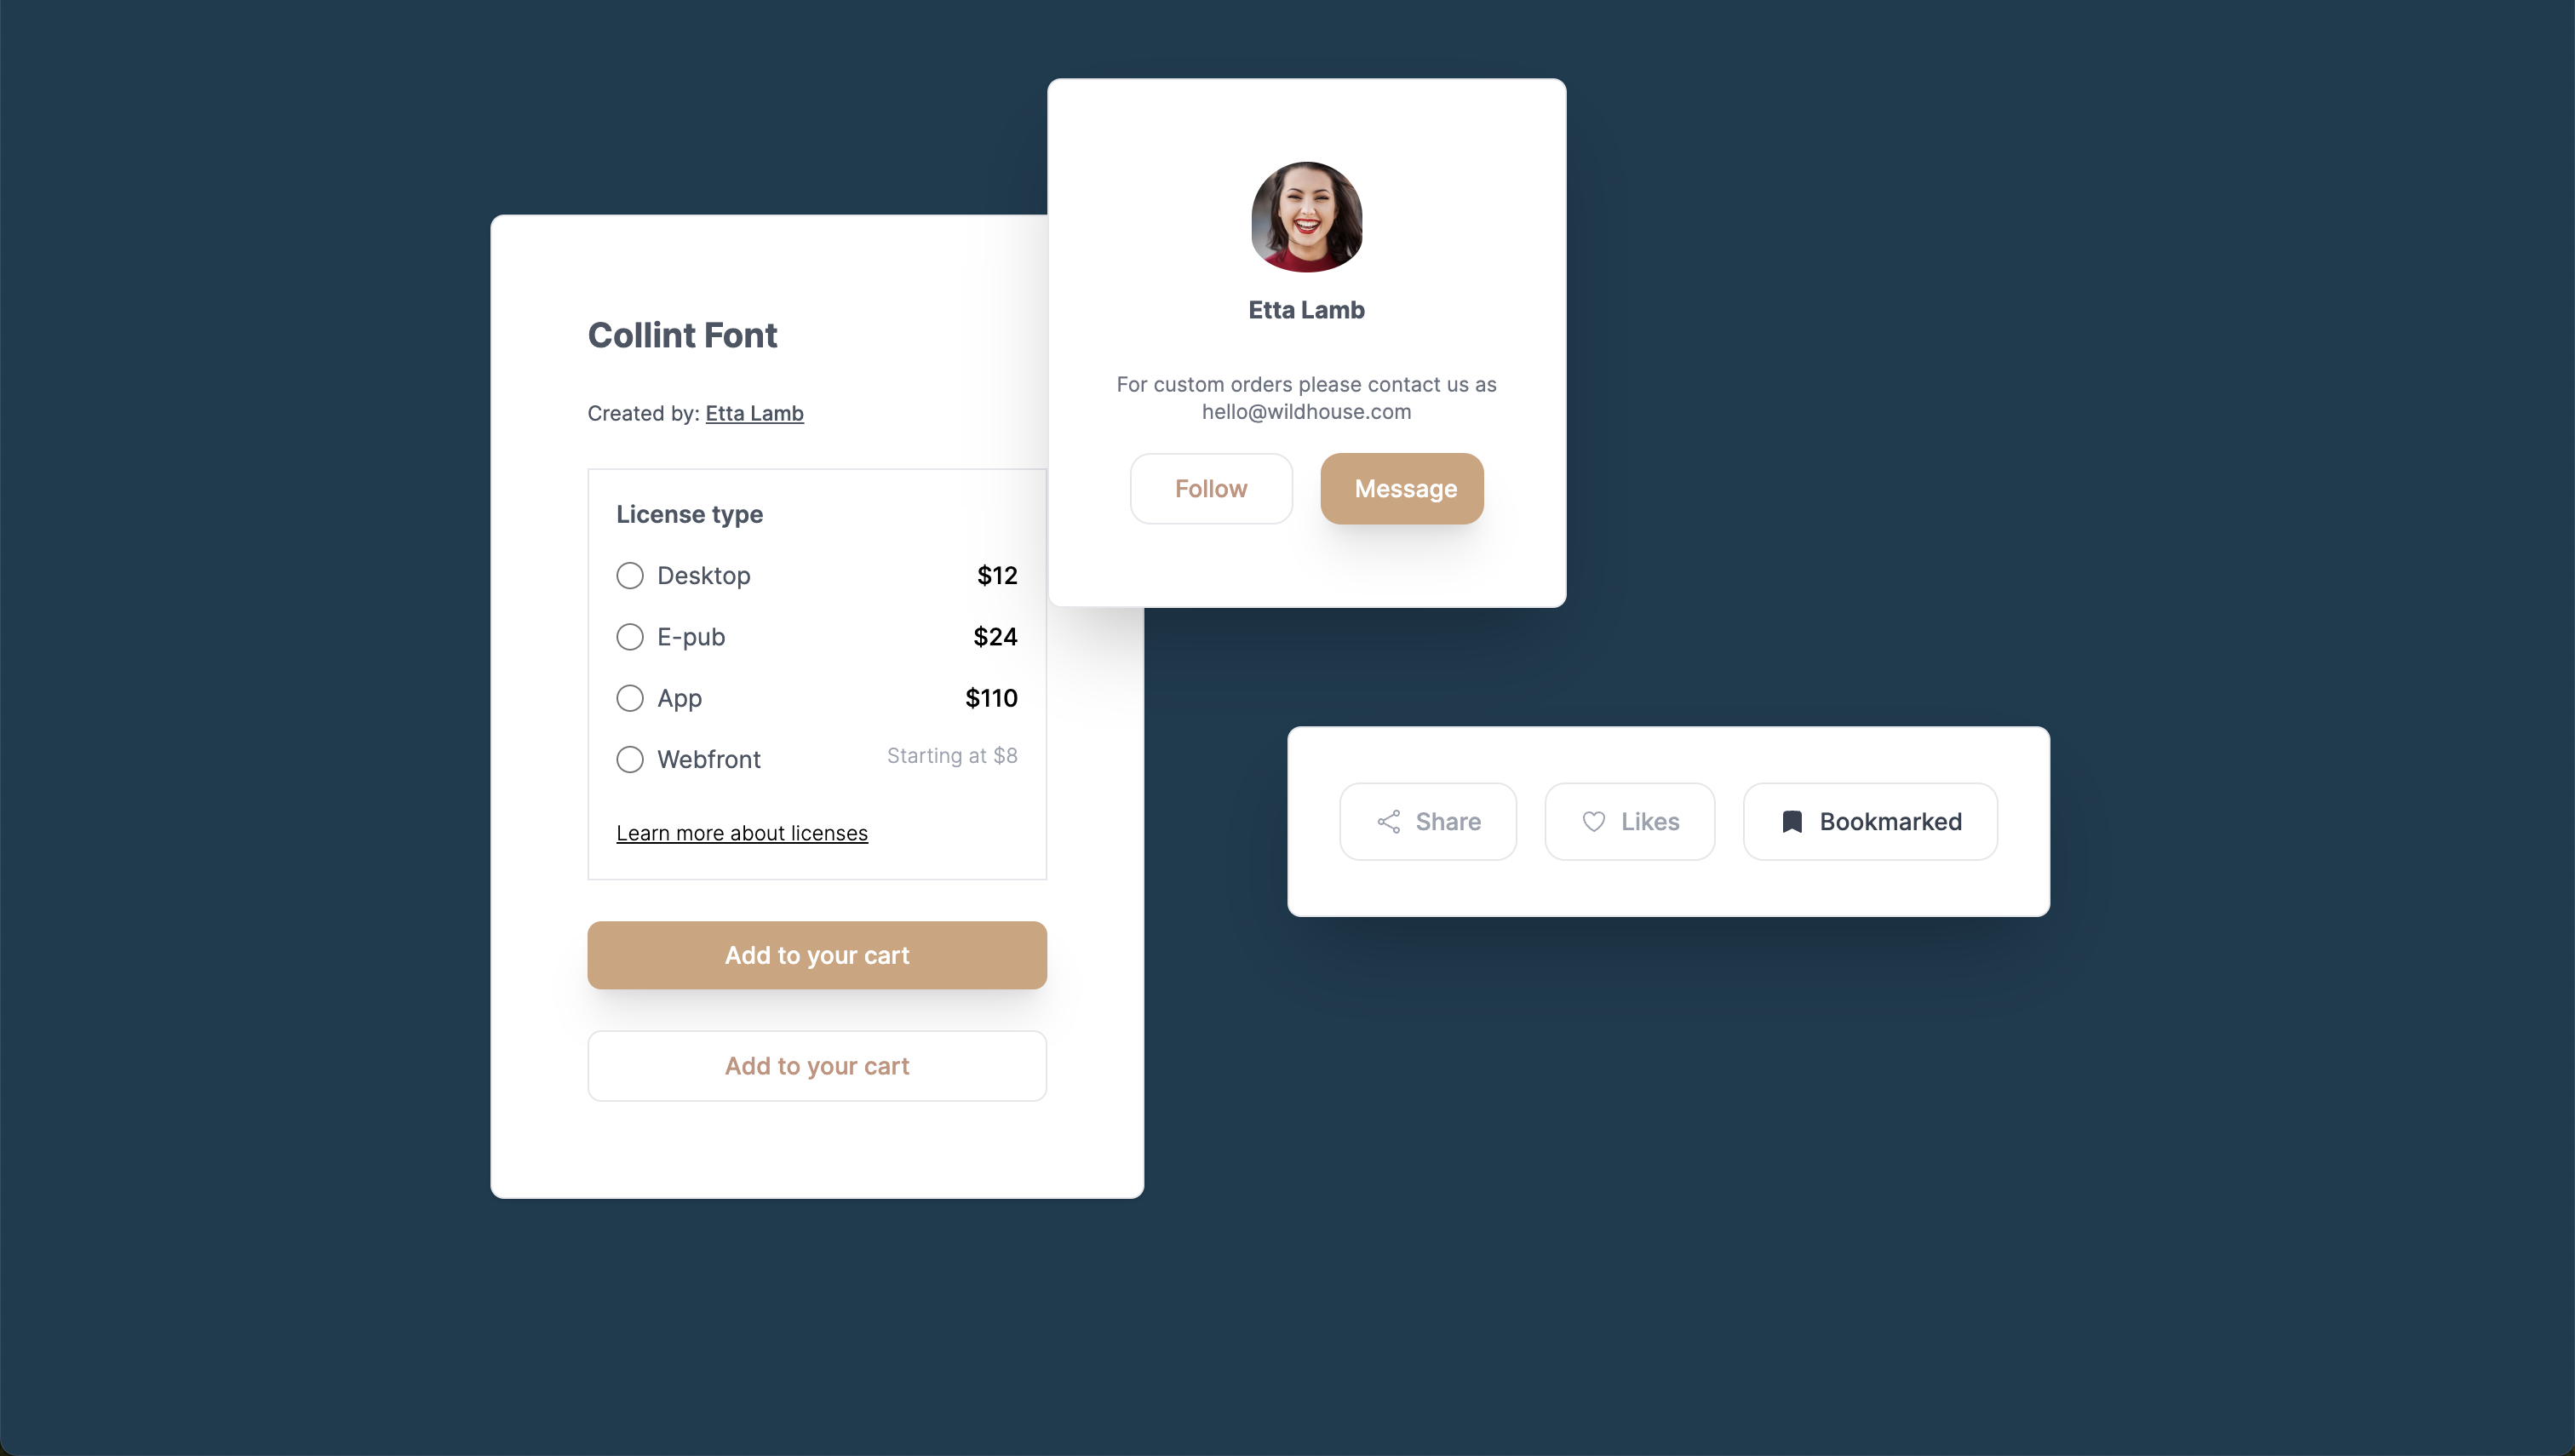 Collint Font
Created by: Etta Lamb
License type
Desktop $12
E-pub $24
App $110
Webfront Starting at $8
Learn more about licenses
Add to your cart
Add to your cart
Etta Lamb
For custom orders please contact us as
hello@wildhouse.com
Follow Message
Share Likes Bookmarked